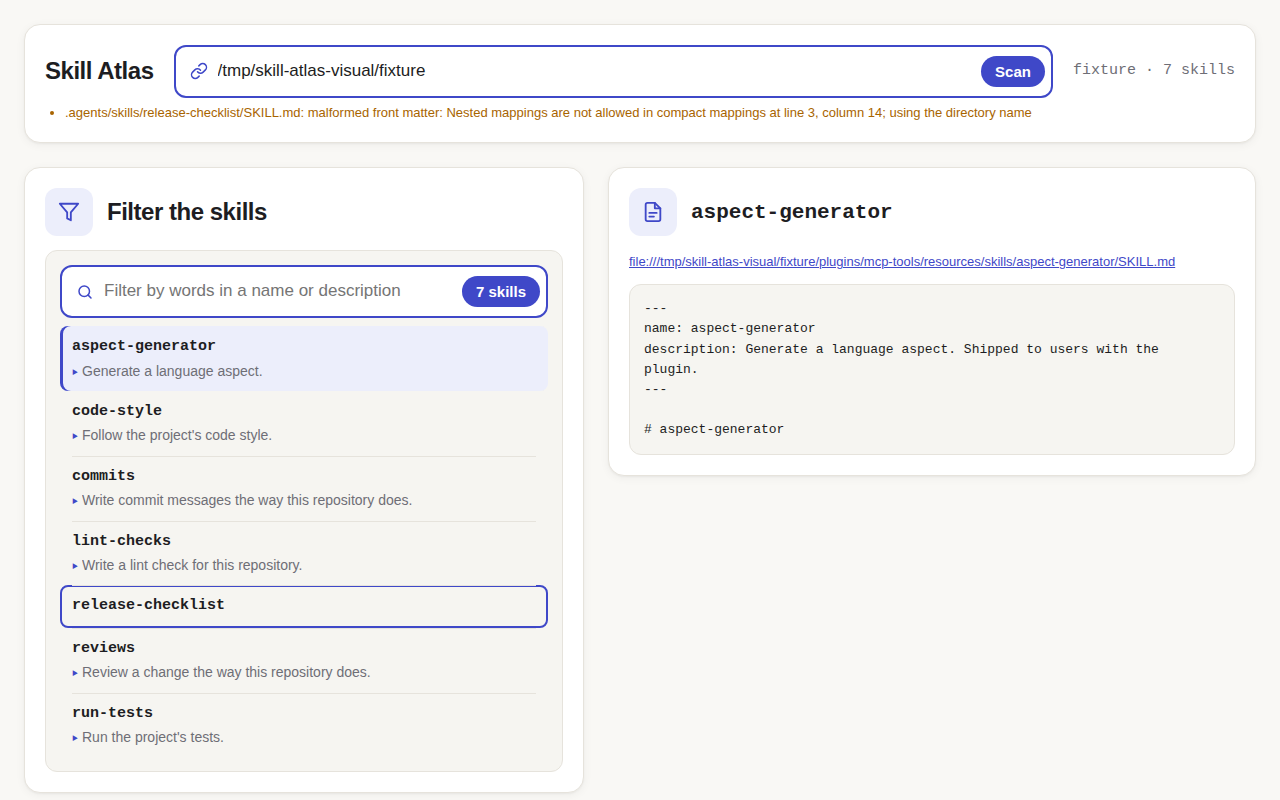 Skill Atlas
/tmp/skill-atlas-visual/fixture
Scan
fixture · 7 skills
.agents/skills/release-checklist/SKILL.md: malformed front matter: Nested mappings are not allowed in compact mappings at line 3, column 14; using the directory name
Filter the skills
Filter by words in a name or description
7 skills
aspect-generator
Generate a language aspect.
code-style
Follow the project's code style.
commits
Write commit messages the way this repository does.
lint-checks
Write a lint check for this repository.
release-checklist
reviews
Review a change the way this repository does.
run-tests
Run the project's tests.
aspect-generator
file:///tmp/skill-atlas-visual/fixture/plugins/mcp-tools/resources/skills/aspect-generator/SKILL.md
---
name: aspect-generator
description: Generate a language aspect. Shipped to users with the
plugin.
---
# aspect-generator